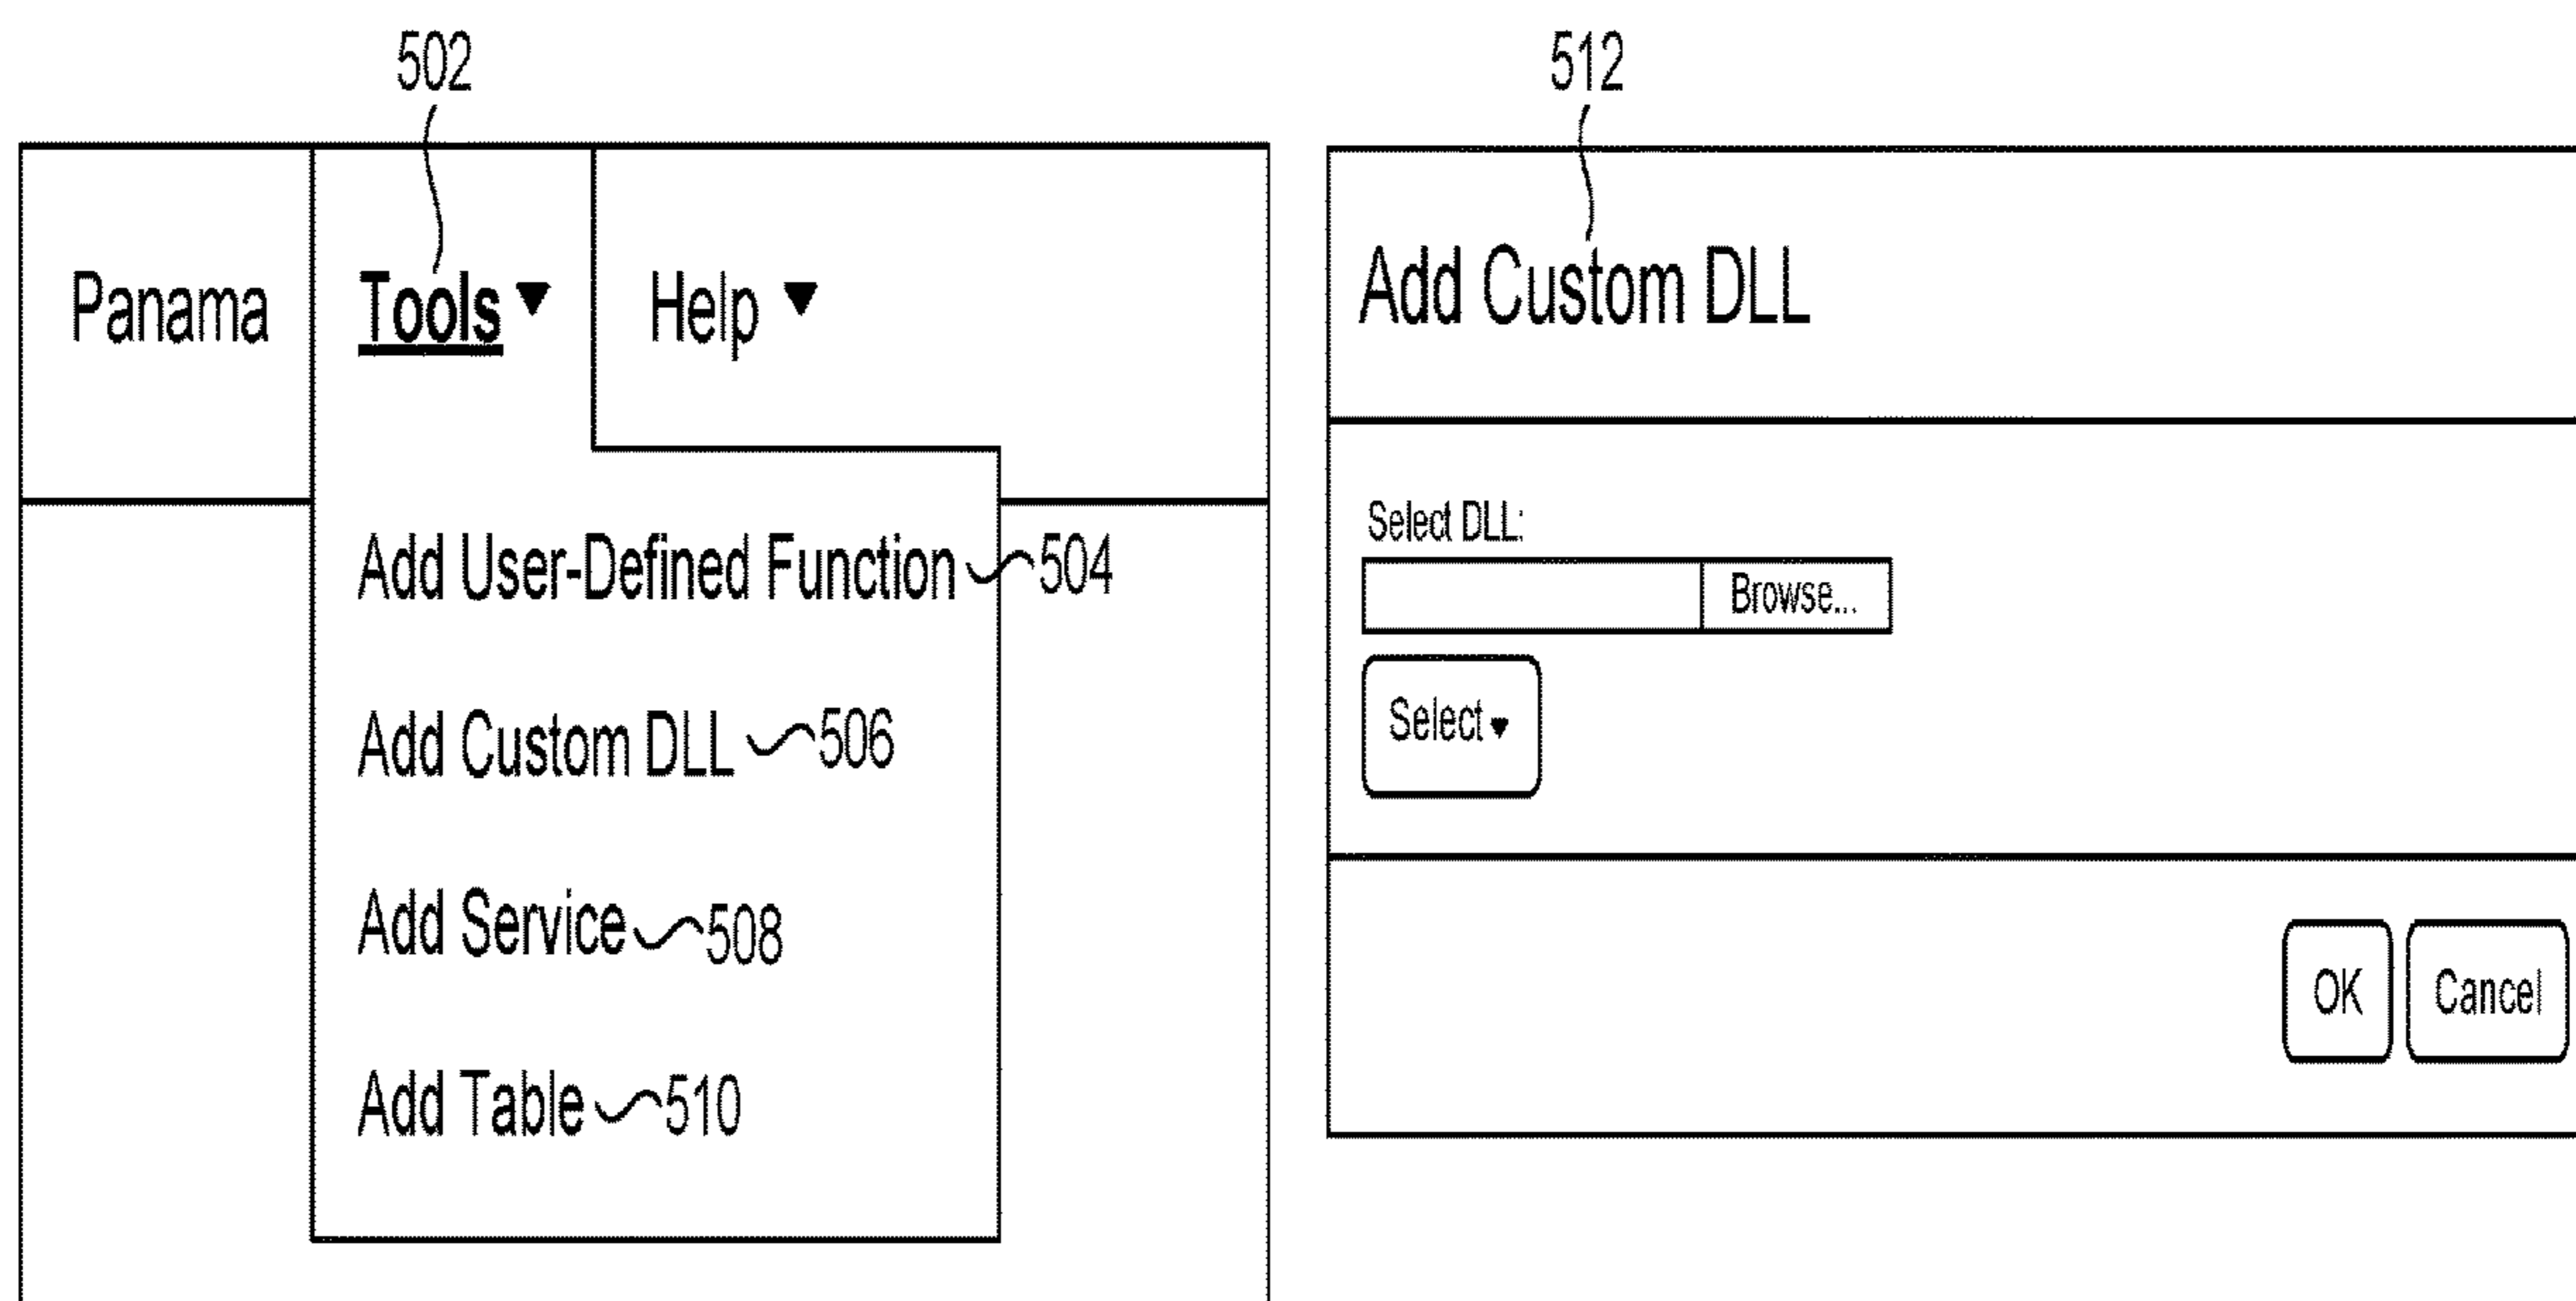 502
Panama Tools ▼ Help ▼
Add User-Defined Function 504
Add Custom DLL 506
Add Service 508
Add Table 510
512
Add Custom DLL
Select DLL:
Browse...
Select ▾
OK Cancel